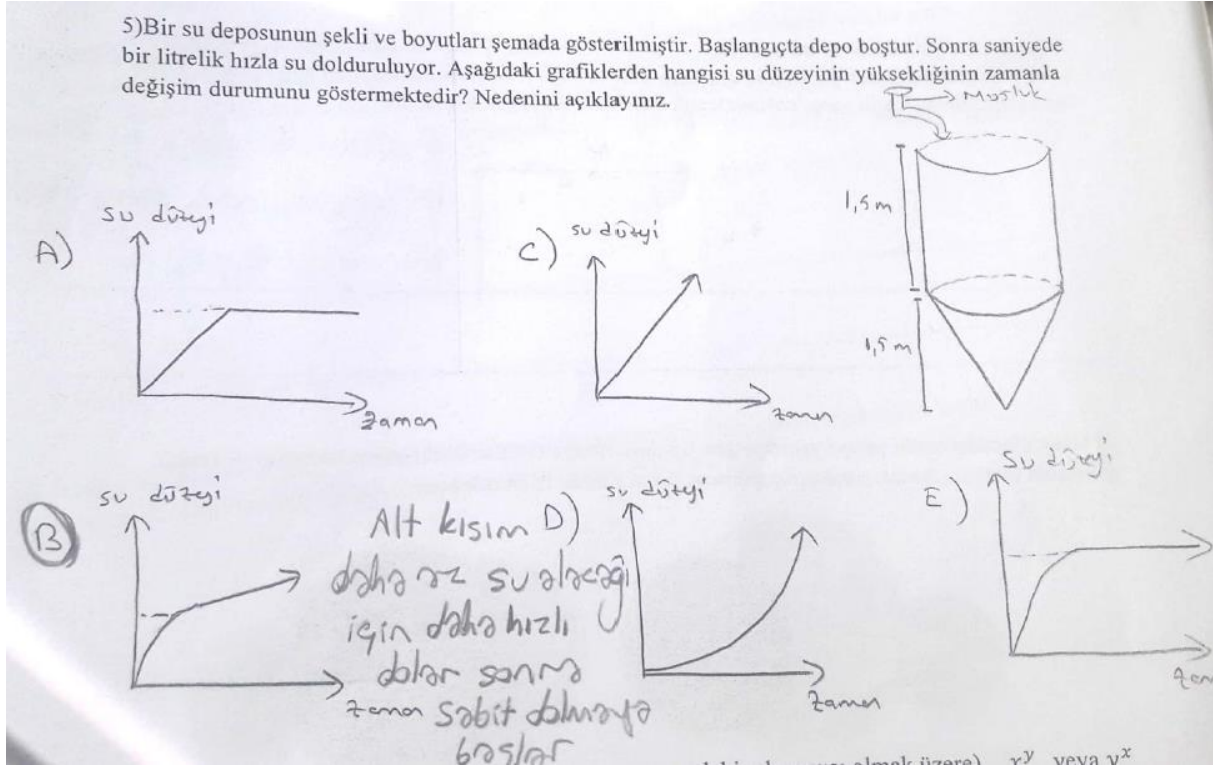 5)Bir su deposunun şekli ve boyutları şemada gösterilmiştir. Başlangıçta depo boştur. Sonra saniyede
bir litrelik hızla su dolduruluyor. Aşağıdaki grafiklerden hangisi su düzeyinin yüksekliğinin zamanla
değişim durumunu göstermektedir? Nedenini açıklayınız.
Musluk
1,5 m
1,5 m
A)
su düzeyi
zaman
C)
su düzeyi
zaman
B
su düzeyi
zaman
Alt kısım
daha az su alacağı
için daha hızlı
dolar sonra
sabit dolmaya
başlar
D)
su düzeyi
zaman
E)
su düzeyi
olmak üzere) x^y veya y^x